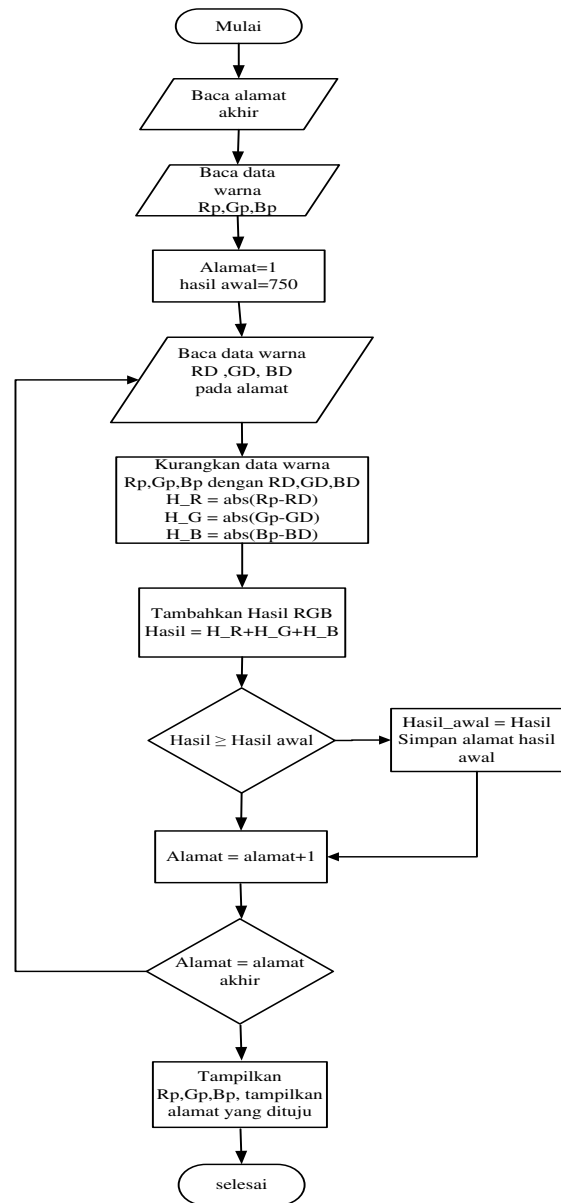 Mulai
Baca alamat
akhir
Baca data
warna
Rp,Gp,Bp
Alamat=1
hasil awal=750
Baca data warna
RD ,GD, BD
pada alamat
Kurangkan data warna
Rp,Gp,Bp dengan RD,GD,BD
H_R = abs(Rp-RD)
H_G = abs(Gp-GD)
H_B = abs(Bp-BD)
Tambahkan Hasil RGB
Hasil = H_R+H_G+H_B
Hasil ≥ Hasil awal
Hasil_awal = Hasil
Simpan alamat hasil
awal
Alamat = alamat+1
Alamat = alamat
akhir
Tampilkan
Rp,Gp,Bp, tampilkan
alamat yang dituju
selesai